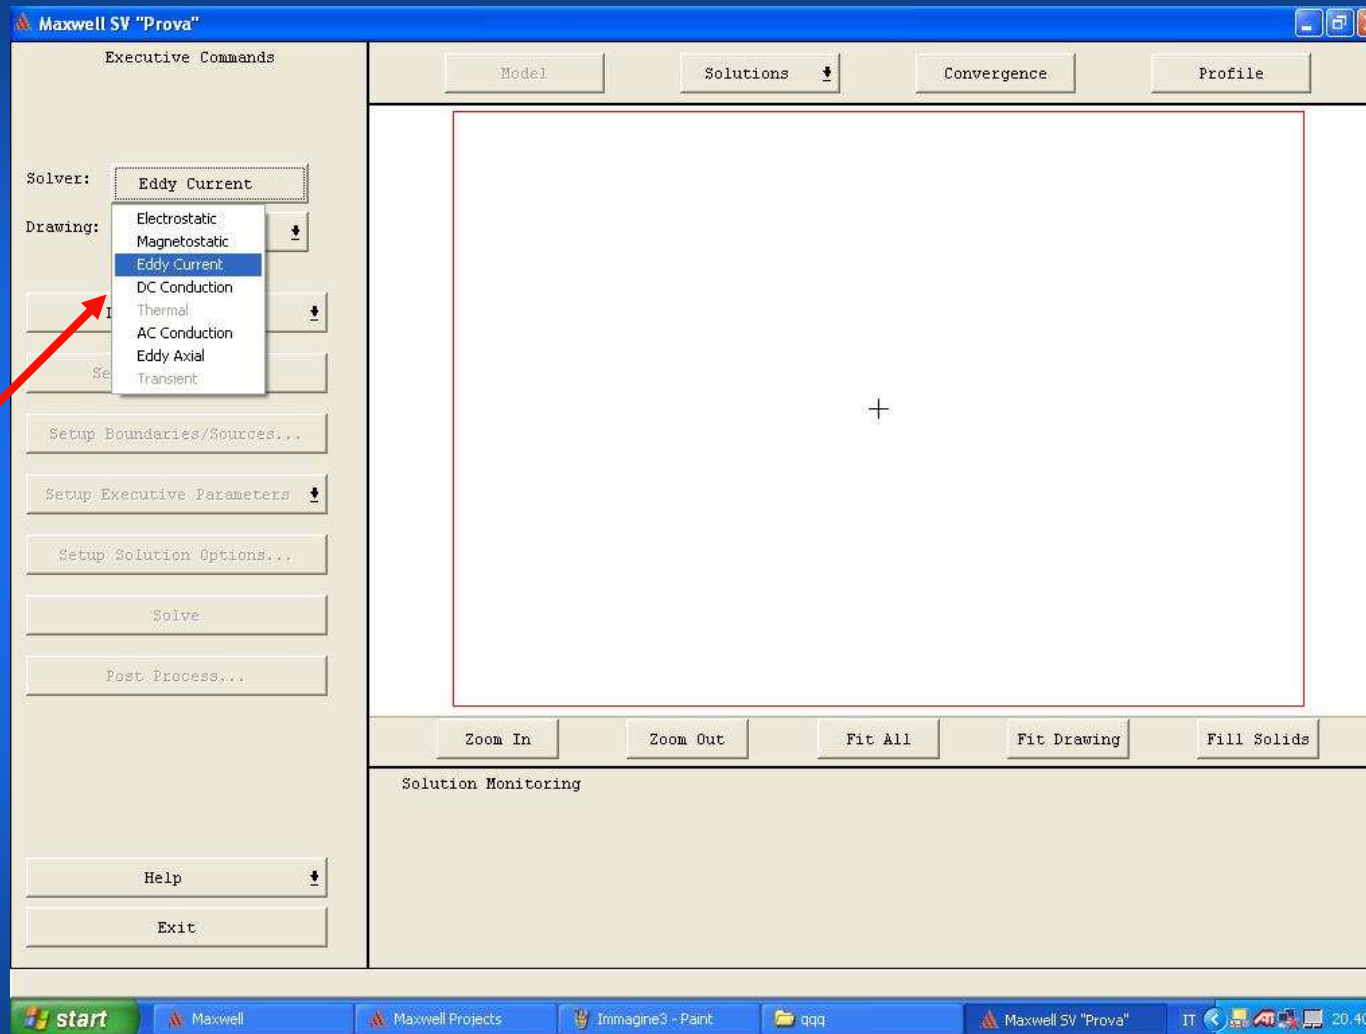 Maxwell SV "Prova"
Executive Commands
Model
Solutions
Convergence
Profile
Solver:
Eddy Current
Drawing:
Electrostatic
Magnetostatic
Eddy Current
DC Conduction
Thermal
AC Conduction
Eddy Axial
Transient
Setup Boundaries/Sources...
Setup Executive Parameters
Setup Solution Options...
Solve
Post Process...
Zoom In
Zoom Out
Fit All
Fit Drawing
Fill Solids
Solution Monitoring
Help
Exit
start
Maxwell
Maxwell Projects
Immagine3 - Paint
qqq
Maxwell SV "Prova"
IT
20.40